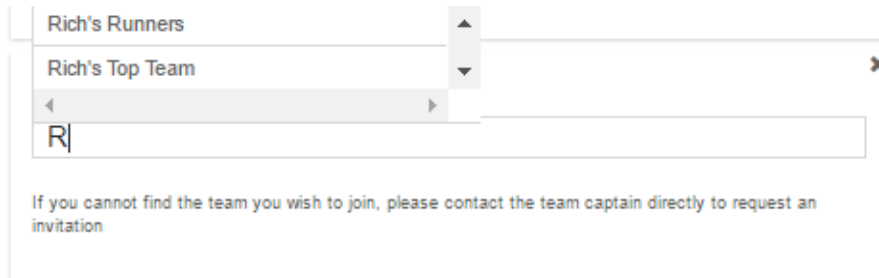 Rich's Runners
Rich's Top Team
R
If you cannot find the team you wish to join, please contact the team captain directly to request an
invitation